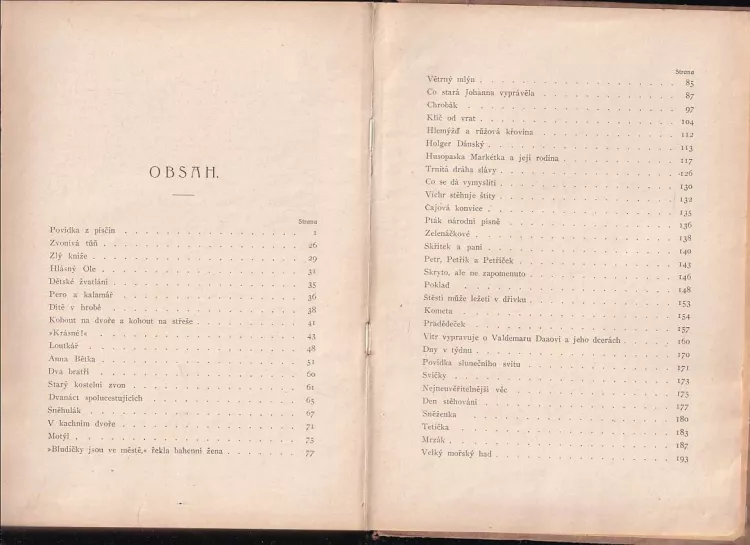 OBSAH.
Strana
Povídka z písčin 1
Zvonivá tůň 26
Zlý kníže 29
Hlásný Ole 31
Dětské žvatlání 35
Pero a kalamář 36
Dítě v hrobě 38
Kohout na dvoře a kohout na střeše 41
»Krásné!« 43
Loutkář 48
Anna Bětka 51
Dva bratři 60
Starý kostelní zvon 61
Dvanáct spolucestujících 65
Sněhulák 67
V kachním dvoře 71
Motýl 75
»Bludičky jsou ve městě,« řekla bahenní žena 77
Strana
Větrný mlýn 85
Co stará Johanna vyprávěla 87
Chrobák 97
Klíč od vrat 104
Hlemýžď a růžová křovina 112
Holger Dánský 113
Husopaska Markétka a její rodina 117
Trnitá dráha slávy 126
Co se dá vymysliti 130
Vichr stěhuje štíty 132
Čajová konvice 135
Pták národní písně 136
Zelenáčkové 138
Skřítek a paní 140
Petr, Petřík a Petříček 143
Skryto, ale ne zapomenuto 146
Poklad 148
Štěstí může ležeti v dřívku 153
Kometa 154
Pradědeček 157
Vítr vypravuje o Valdemaru Daaovi a jeho dcerách 160
Dny v týdnu 170
Povídka slunečního svitu 171
Svíčky 173
Nejneuvěřitelnější věc 175
Den stěhování 177
Sněženka 180
Tetička 183
Mrzák 187
Velký mořský had 193